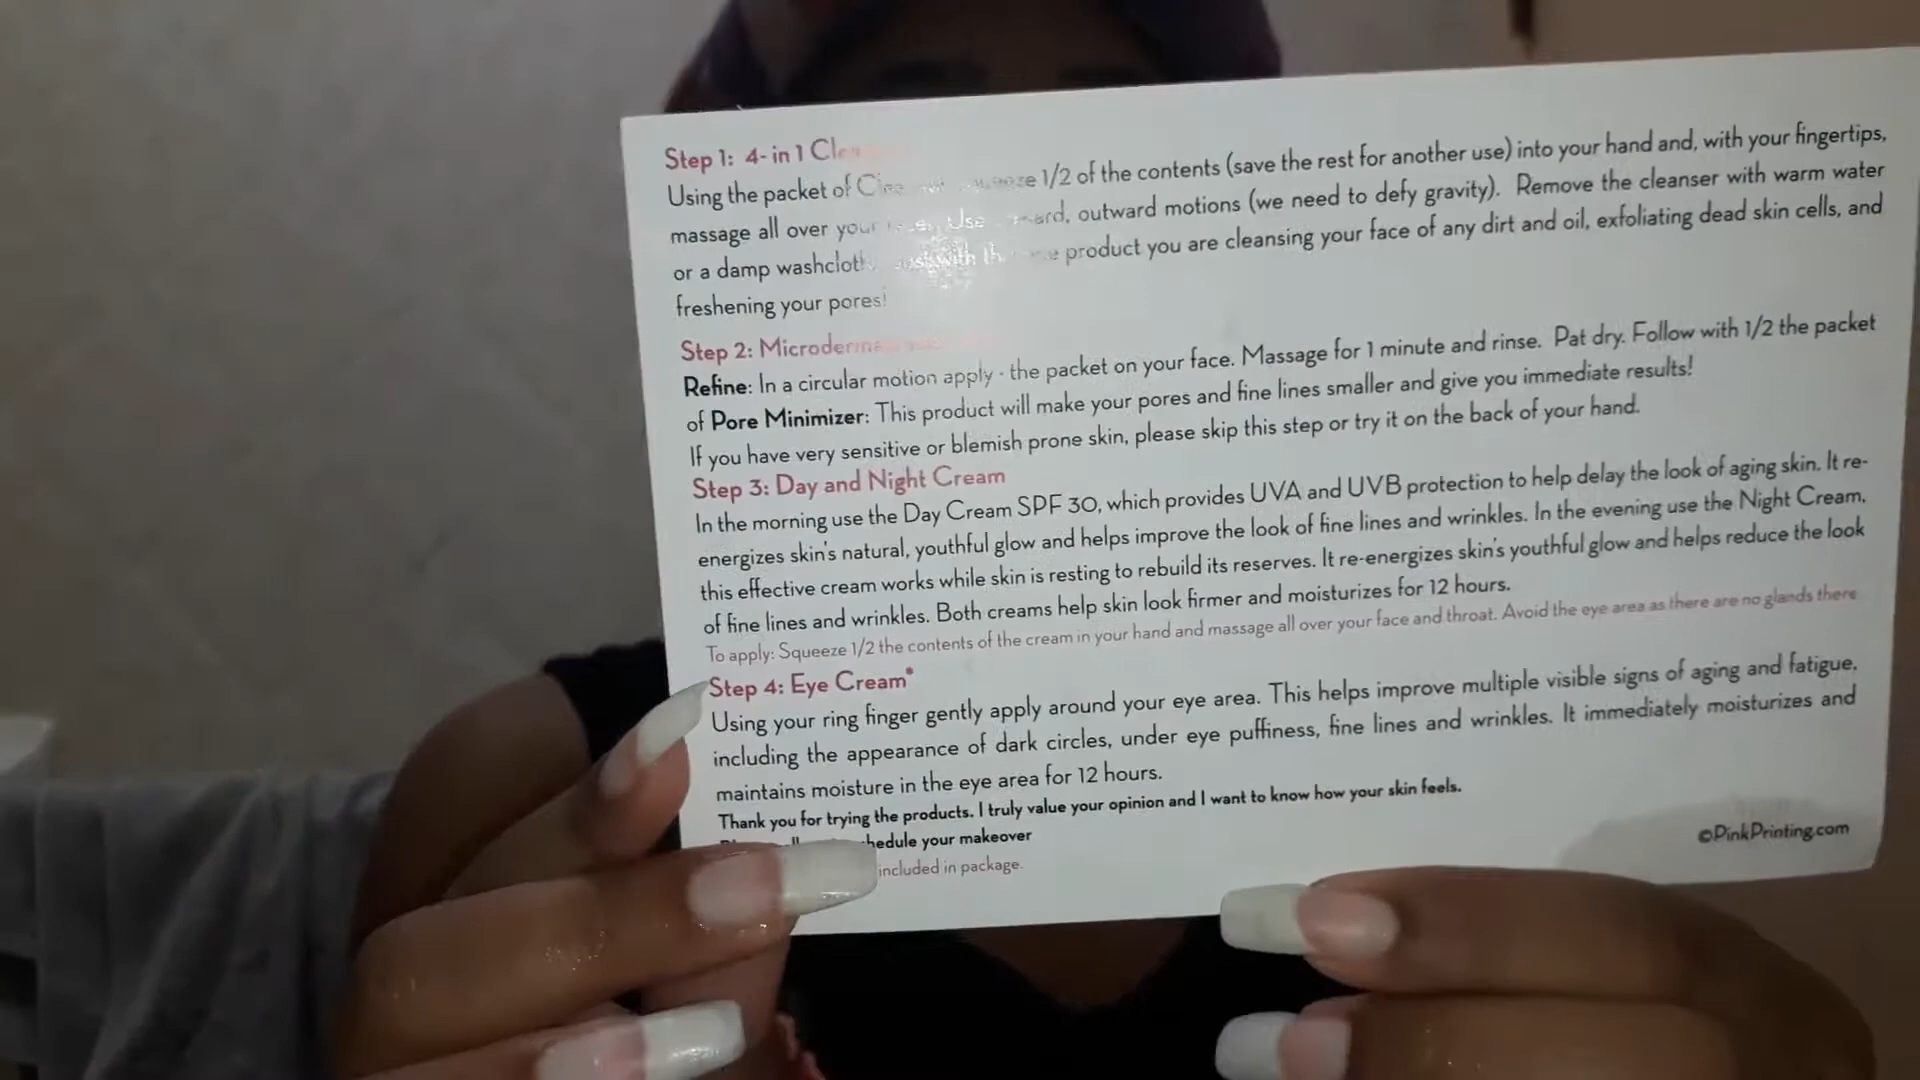 Step 1: 4- in 1
Using the packet of 1/2 of the contents (save the rest for another use) into your hand and, with your fingertips,
massage all over your Use outward motions (we need to defy gravity). Remove the cleanser with warm water
or a damp product you are cleansing your face of any dirt and oil, exfoliating dead skin cells, and
freshening your pores!
Step 2:
Refine: In a circular motion apply the packet on your face. Massage for 1 minute and rinse. Pat dry. Follow with 1/2 the packet
of Pore Minimizer: This product will make your pores and fine lines smaller and give you immediate results!
If you have very sensitive or blemish prone skin, please skip this step or try it on the back of your hand.
Step 3: Day and Night Cream
In the morning use the Day Cream SPF 30, which provides UVA and UVB protection to help delay the look of aging skin. It re-
energizes skin's natural, youthful glow and helps improve the look of fine lines and wrinkles. In the evening use the Night Cream,
this effective cream works while skin is resting to rebuild its reserves. It re-energizes skin's youthful glow and helps reduce the look
of fine lines and wrinkles. Both creams help skin look firmer and moisturizes for 12 hours.
To apply: Squeeze 1/2 the contents of the cream in your hand and massage all over your face and throat. Avoid the eye area as there are no glands there
Step 4: Eye Cream*
Using your ring finger gently apply around your eye area. This helps improve multiple visible signs of aging and fatigue,
including the appearance of dark circles, under eye puffiness, fine lines and wrinkles. It immediately moisturizes and
maintains moisture in the eye area for 12 hours.
Thank you for trying the products. I truly value your opinion and I want to know how your skin feels.
your makeover
included in package.
©PinkPrinting.com